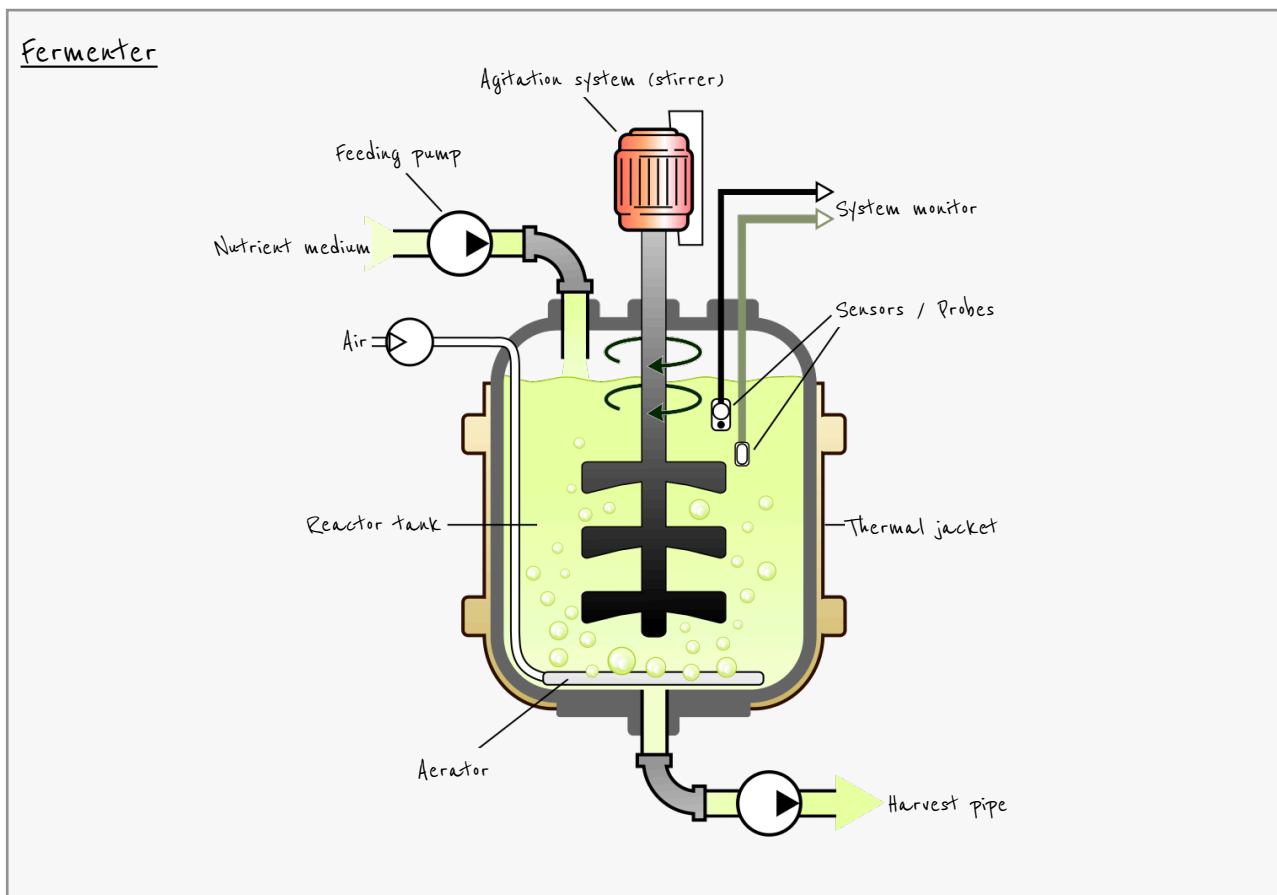 Fermenter
Agitation system (stirrer)
Feeding pump
Nutrient medium
System monitor
Sensors / Probes
Air
Reactor tank
Thermal jacket
Aerator
Harvest pipe